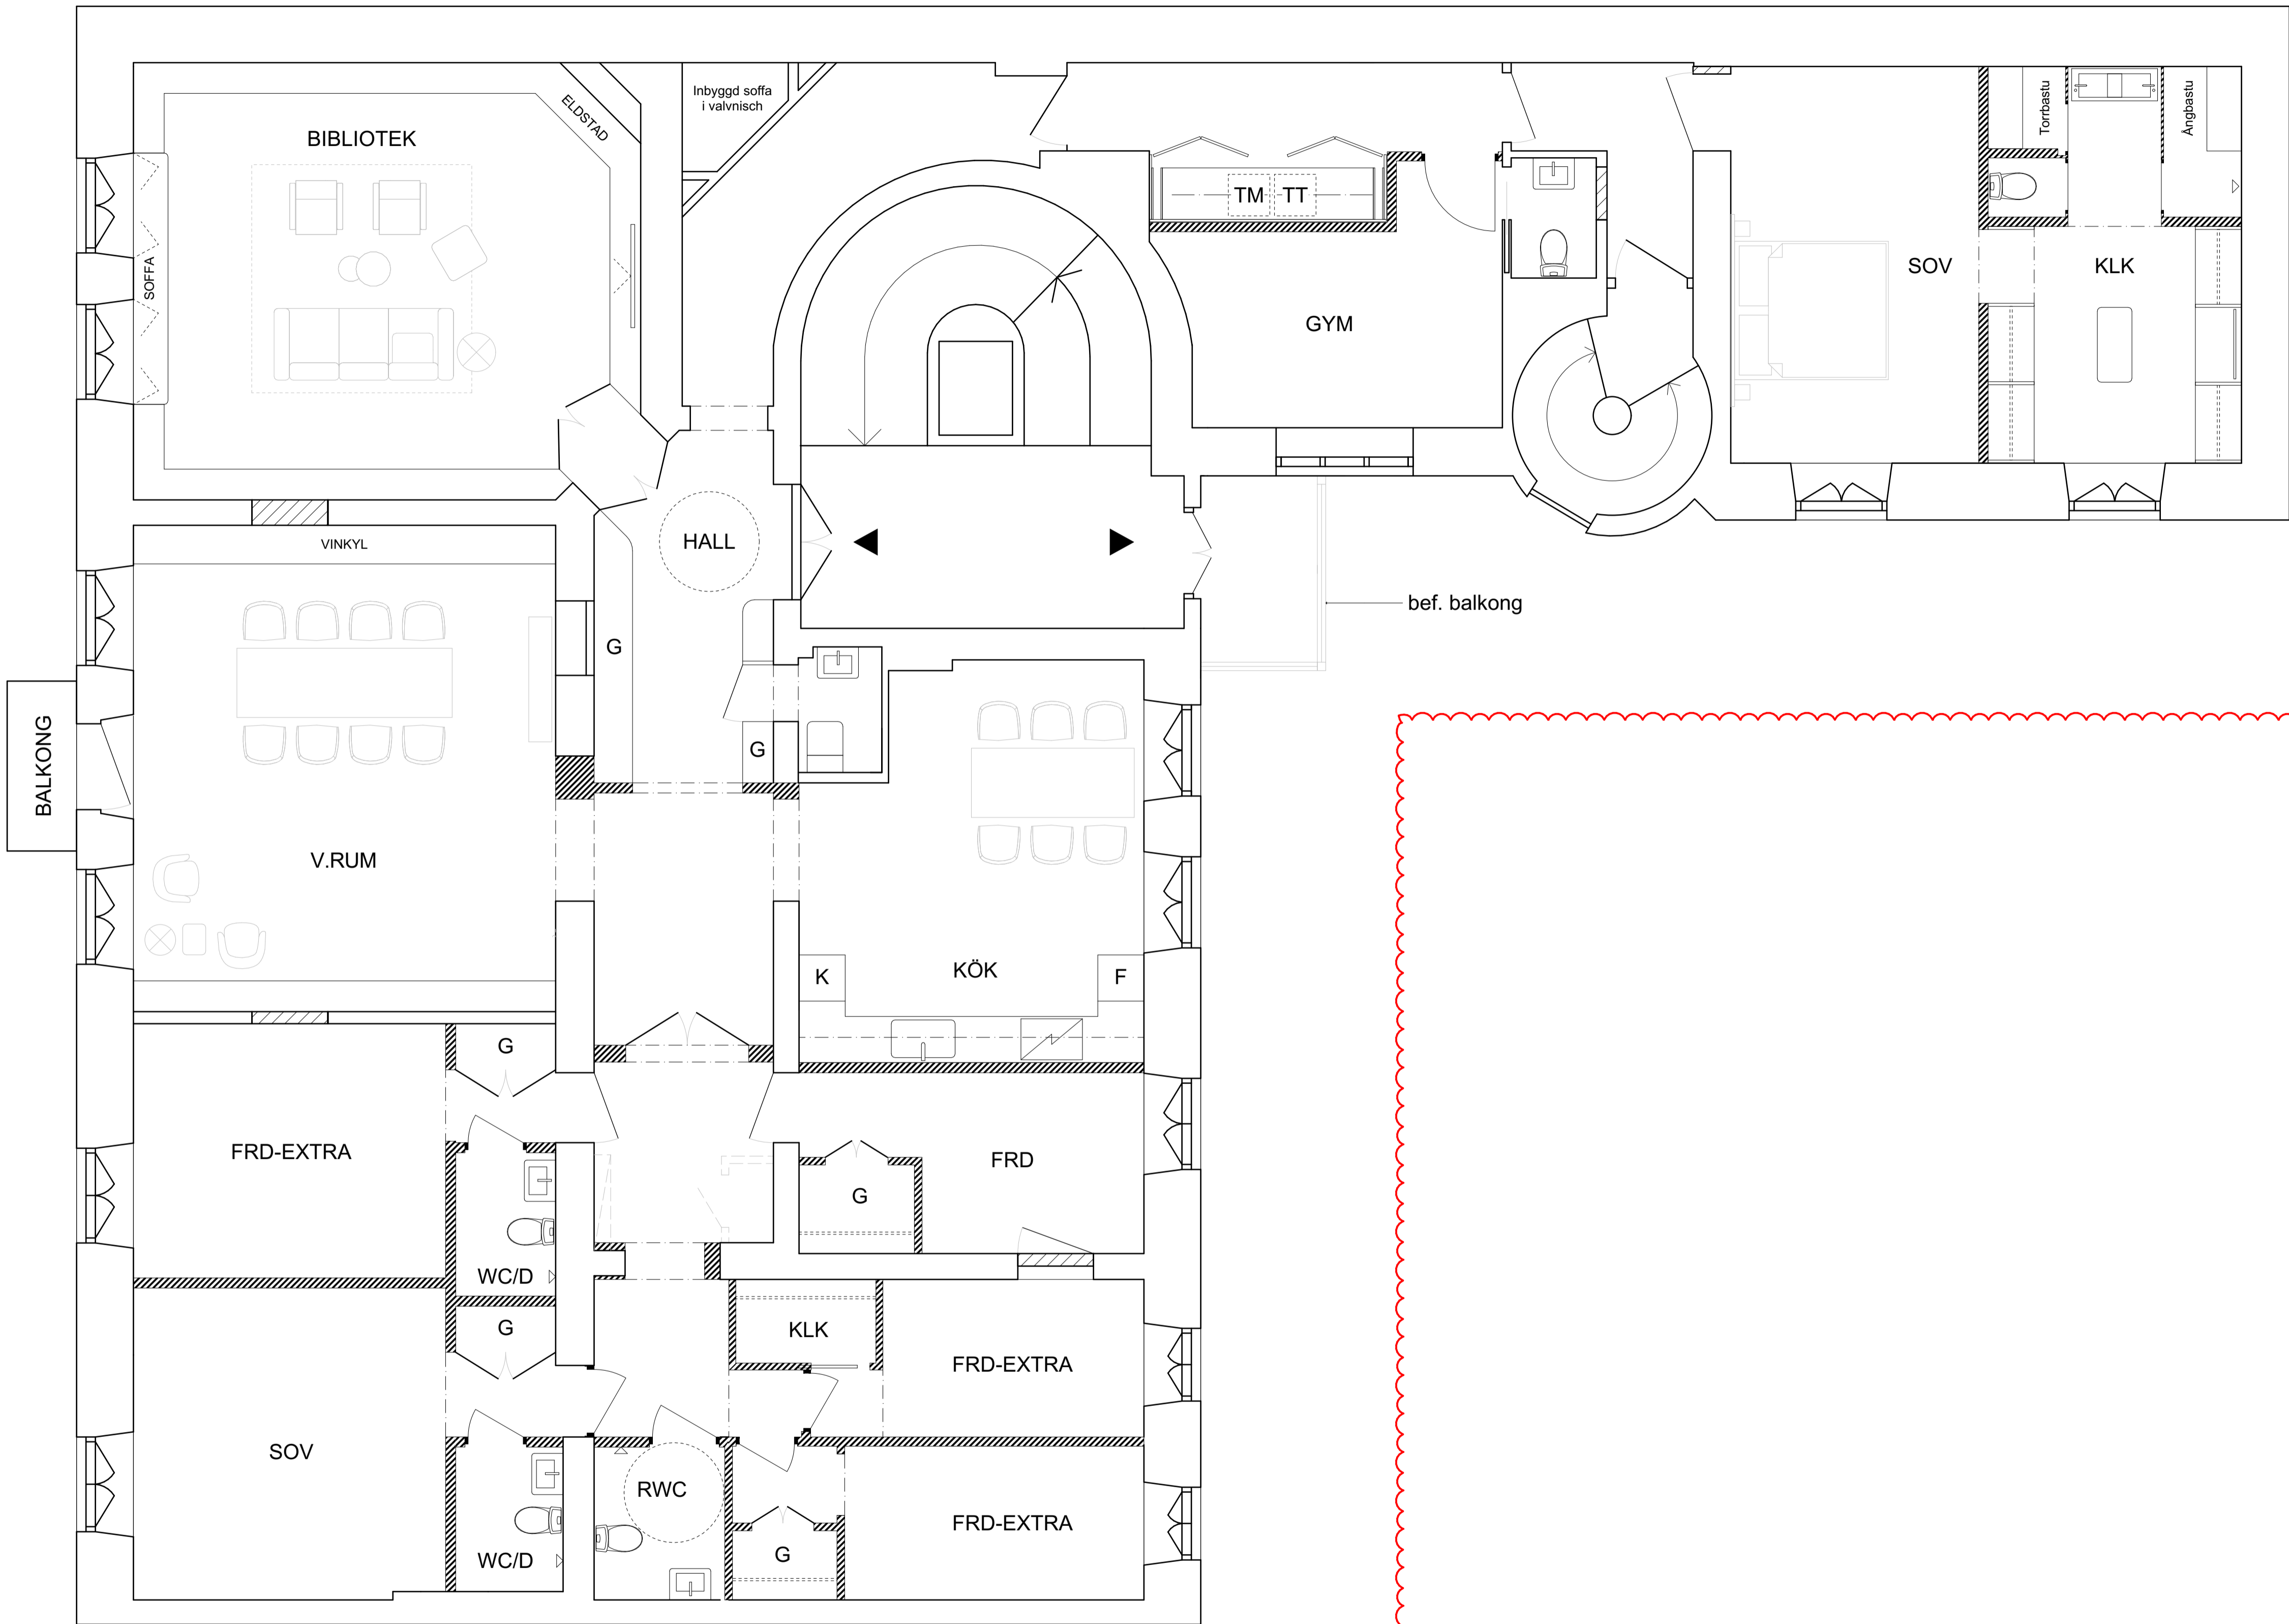 Inbyggd soffa
i valvnisch
ELDSTAD
BIBLIOTEK
SOFFA
TM
TT
Torrbastu
Ångbastu
SOV
KLK
GYM
HALL
VINKYL
bef. balkong
G
G
BALKONG
V.RUM
K
KÖK
F
G
FRD-EXTRA
FRD
G
WC/D
G
KLK
FRD-EXTRA
SOV
RWC
FRD-EXTRA
G
WC/D